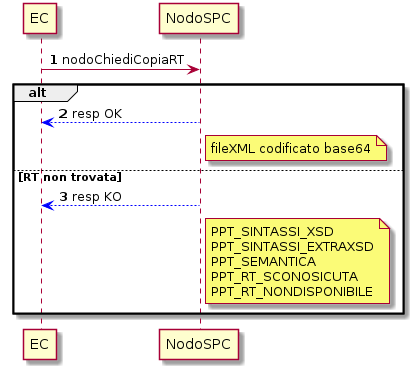 EC
NodoSPC
1 nodoChiediCopiaRT
alt
2 resp OK
fileXML codificato base64
[RT non trovata]
3 resp KO
PPT_SINTASSI_XSD
PPT_SINTASSI_EXTRAXSD
PPT_SEMANTICA
PPT_RT_SCONOSICUTA
PPT_RT_NONDISPONIBILE
EC
NodoSPC